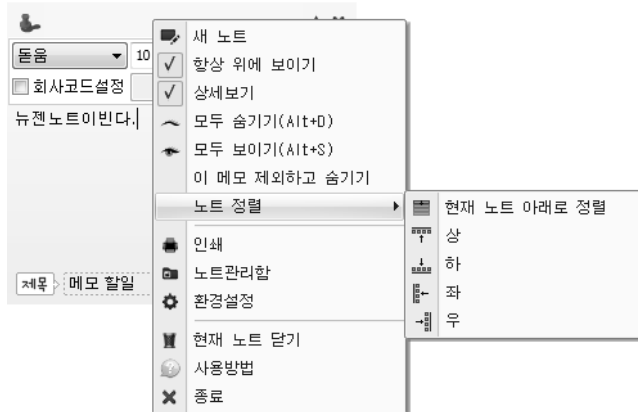 돋움
10
회사코드설정
뉴젠노트이빈다.
제목
메모 할일
새 노트
항상 위에 보이기
상세보기
모두 숨기기(Alt+D)
모두 보이기(Alt+S)
이 메모 제외하고 숨기기
노트 정렬
인쇄
노트관리함
환경설정
현재 노트 닫기
사용방법
종료
현재 노트 아래로 정렬
상
하
좌
우